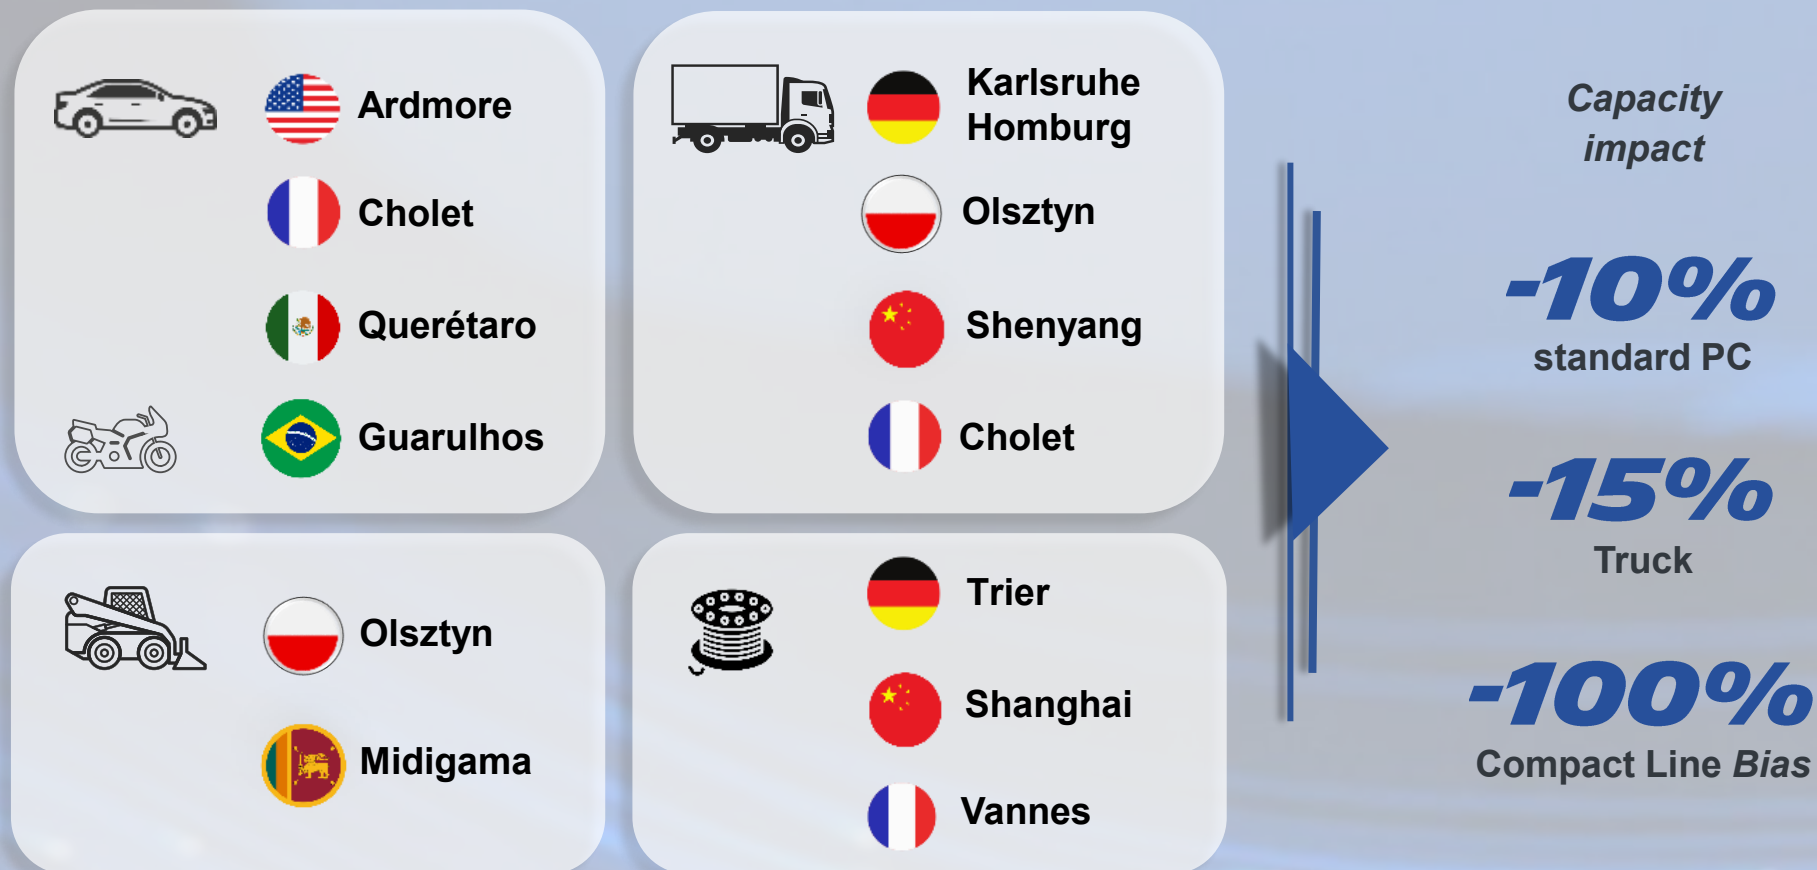 Ardmore
Cholet
Querétaro
Guarulhos
Karlsruhe
Homburg
Olsztyn
Shenyang
Cholet
Olsztyn
Midigama
Trier
Shanghai
Vannes
Capacity
impact
-10%
standard PC
-15%
Truck
-100%
Compact Line Bias